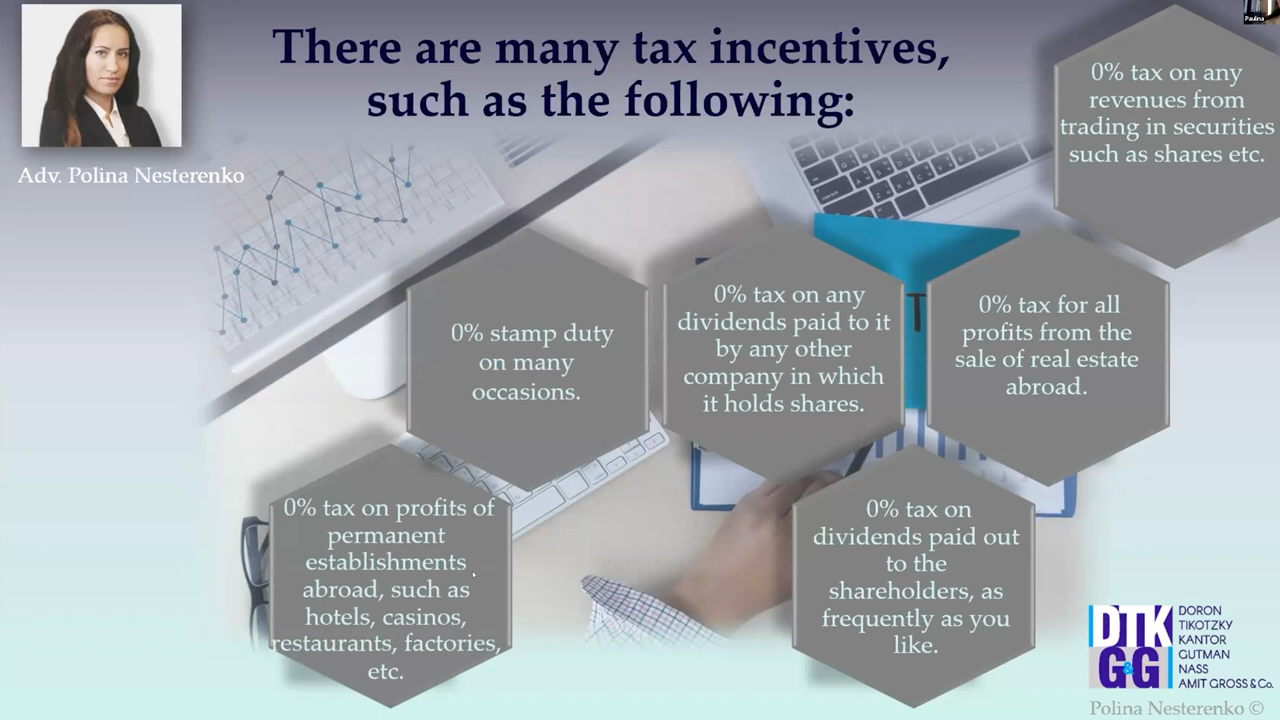 Paulina
There are many tax incentives,
such as the following:
Adv. Polina Nesterenko
0% tax on any
revenues from
trading in securities
such as shares etc.
0% stamp duty
on many
occasions.
0% tax on any
dividends paid to it
by any other
company in which
it holds shares.
0% tax for all
profits from the
sale of real estate
abroad.
0% tax on profits of
permanent
establishments
abroad, such as
hotels, casinos,
restaurants, factories,
etc.
0% tax on
dividends paid out
to the
shareholders, as
frequently as you
like.
T
DTK
G&G
DORON
TIKOTZKY
KANTOR
GUTMAN
NASS
AMIT GROSS & Co.
Polina Nesterenko ©